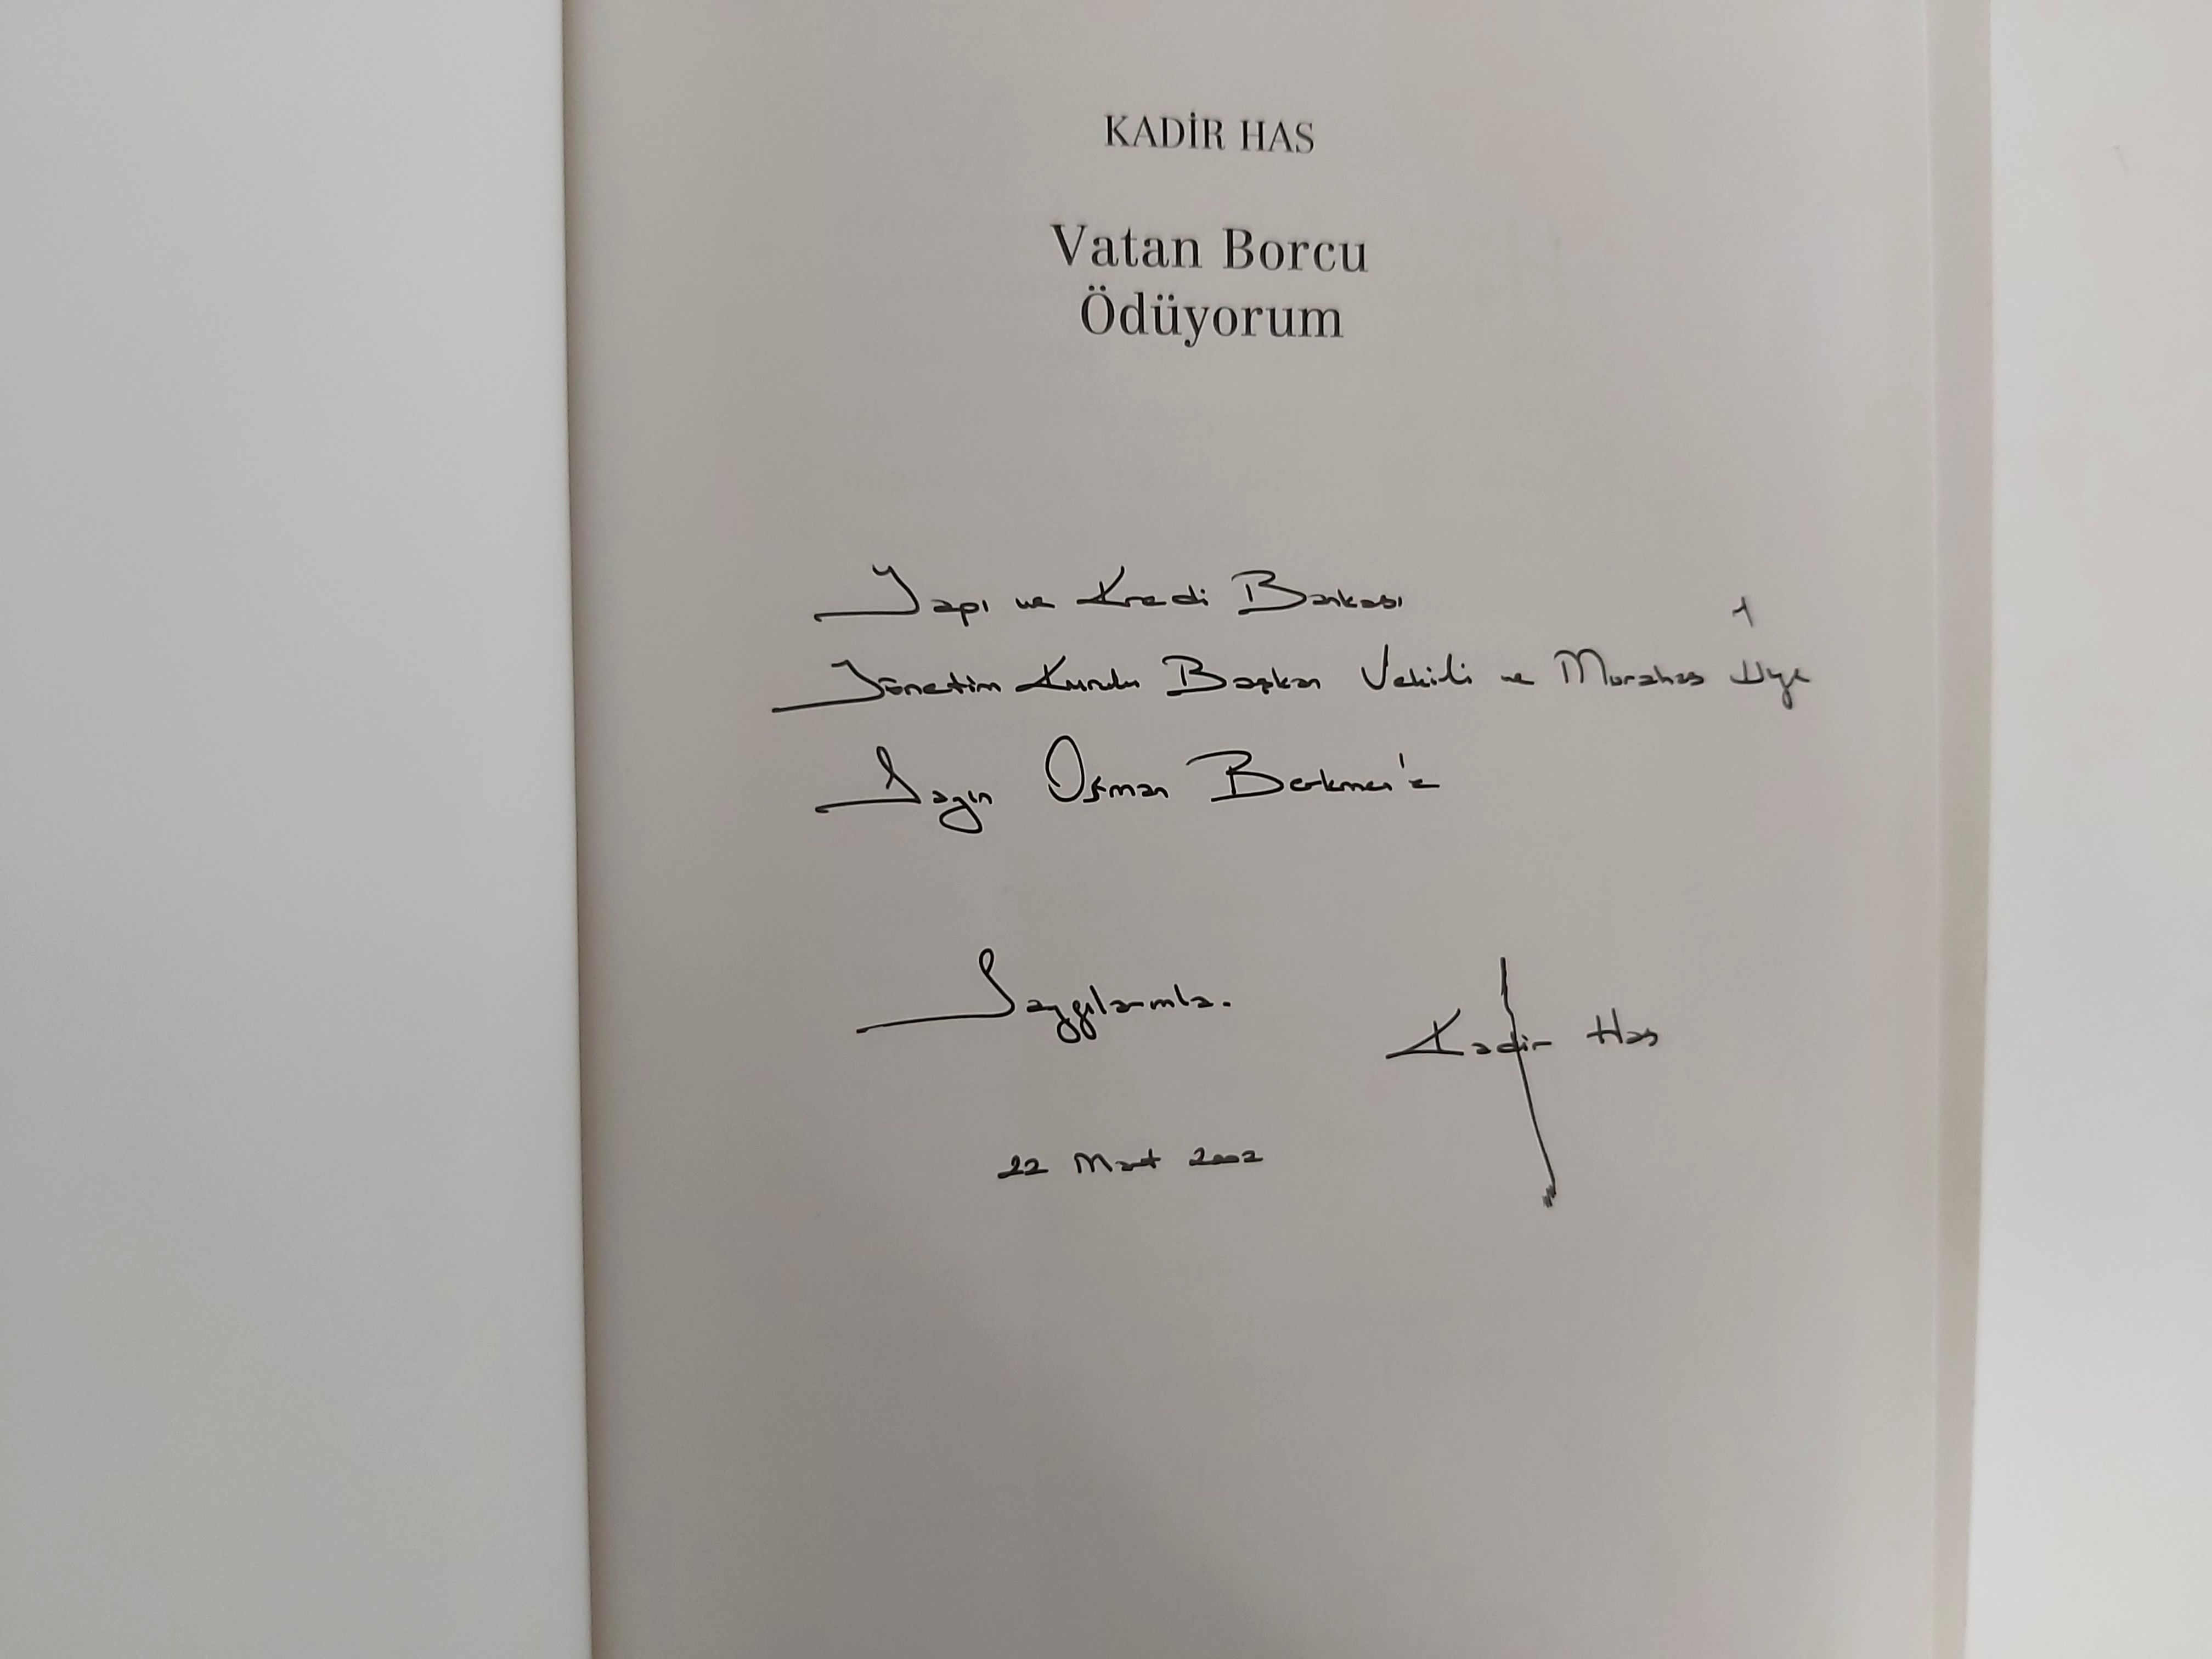 KADİR HAS
Vatan Borcu
Ödüyorum
Yapı ve Kredi Bankası
Yönetim Kurulu Başkan Vekili ve Murahas Üye
Sayın Osman Berkmen'e
Saygılarımla.
Kadir Has
22 Mart 2002